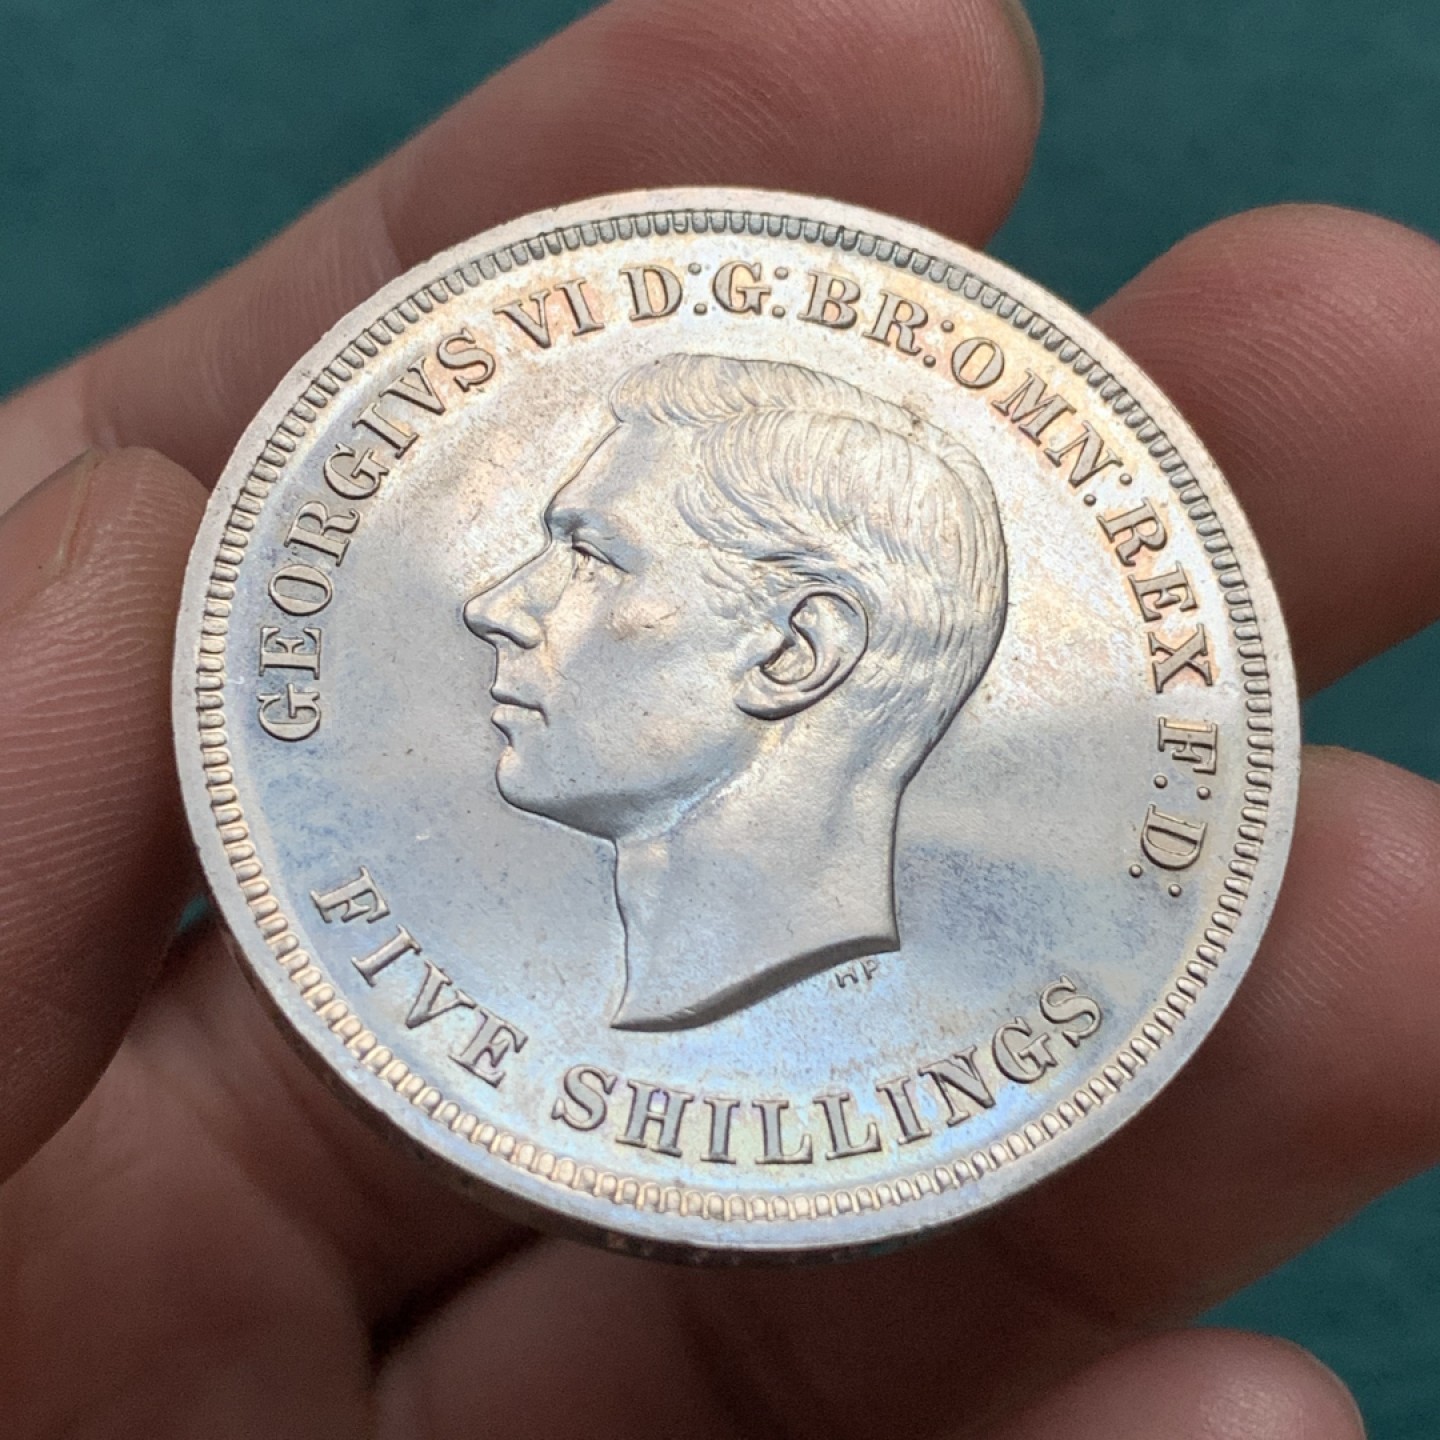 GEORGIVS VI D:G:BR:OMN:REX F:D:
HP
FIVE SHILLINGS